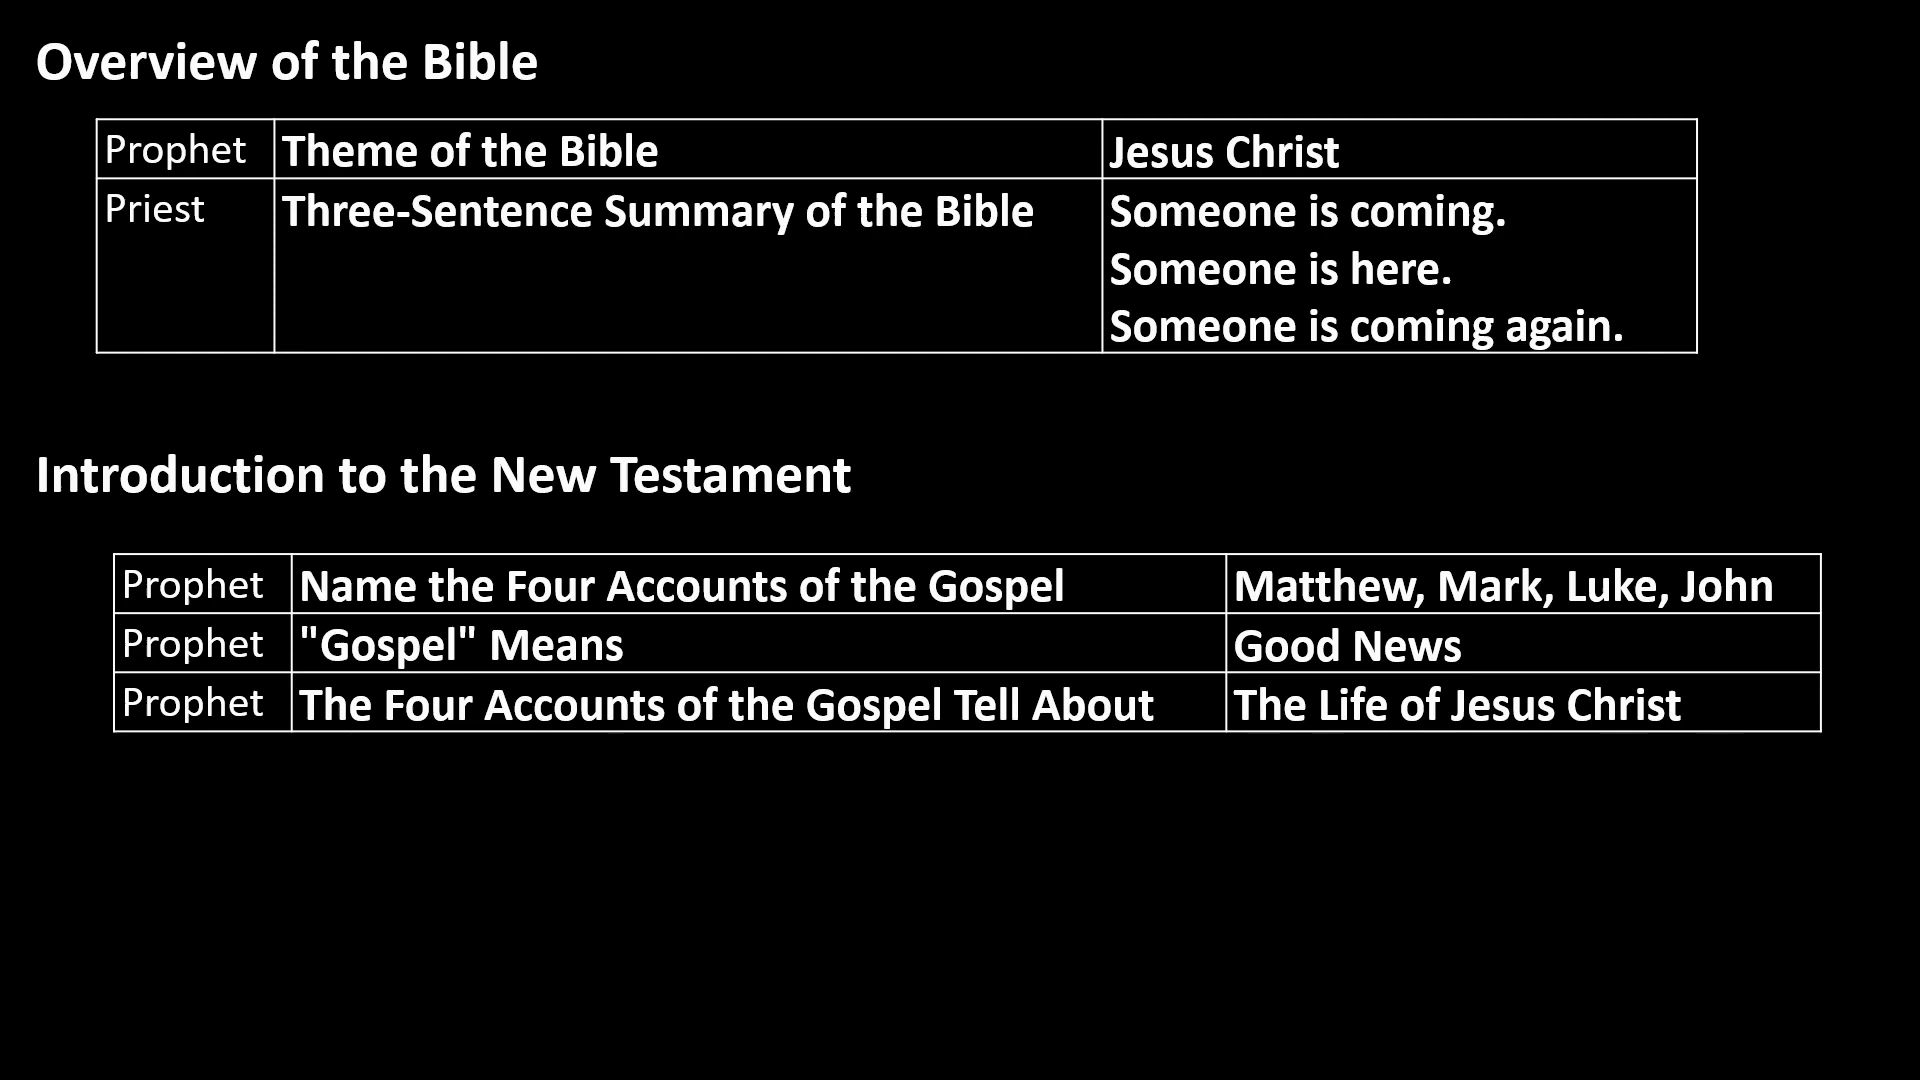 Overview of the Bible
Prophet Theme of the Bible Jesus Christ
Priest Three-Sentence Summary of the Bible Someone is coming.
Someone is here.
Someone is coming again.
Introduction to the New Testament
Prophet Name the Four Accounts of the Gospel Matthew, Mark, Luke, John
Prophet "Gospel" Means Good News
Prophet The Four Accounts of the Gospel Tell About The Life of Jesus Christ